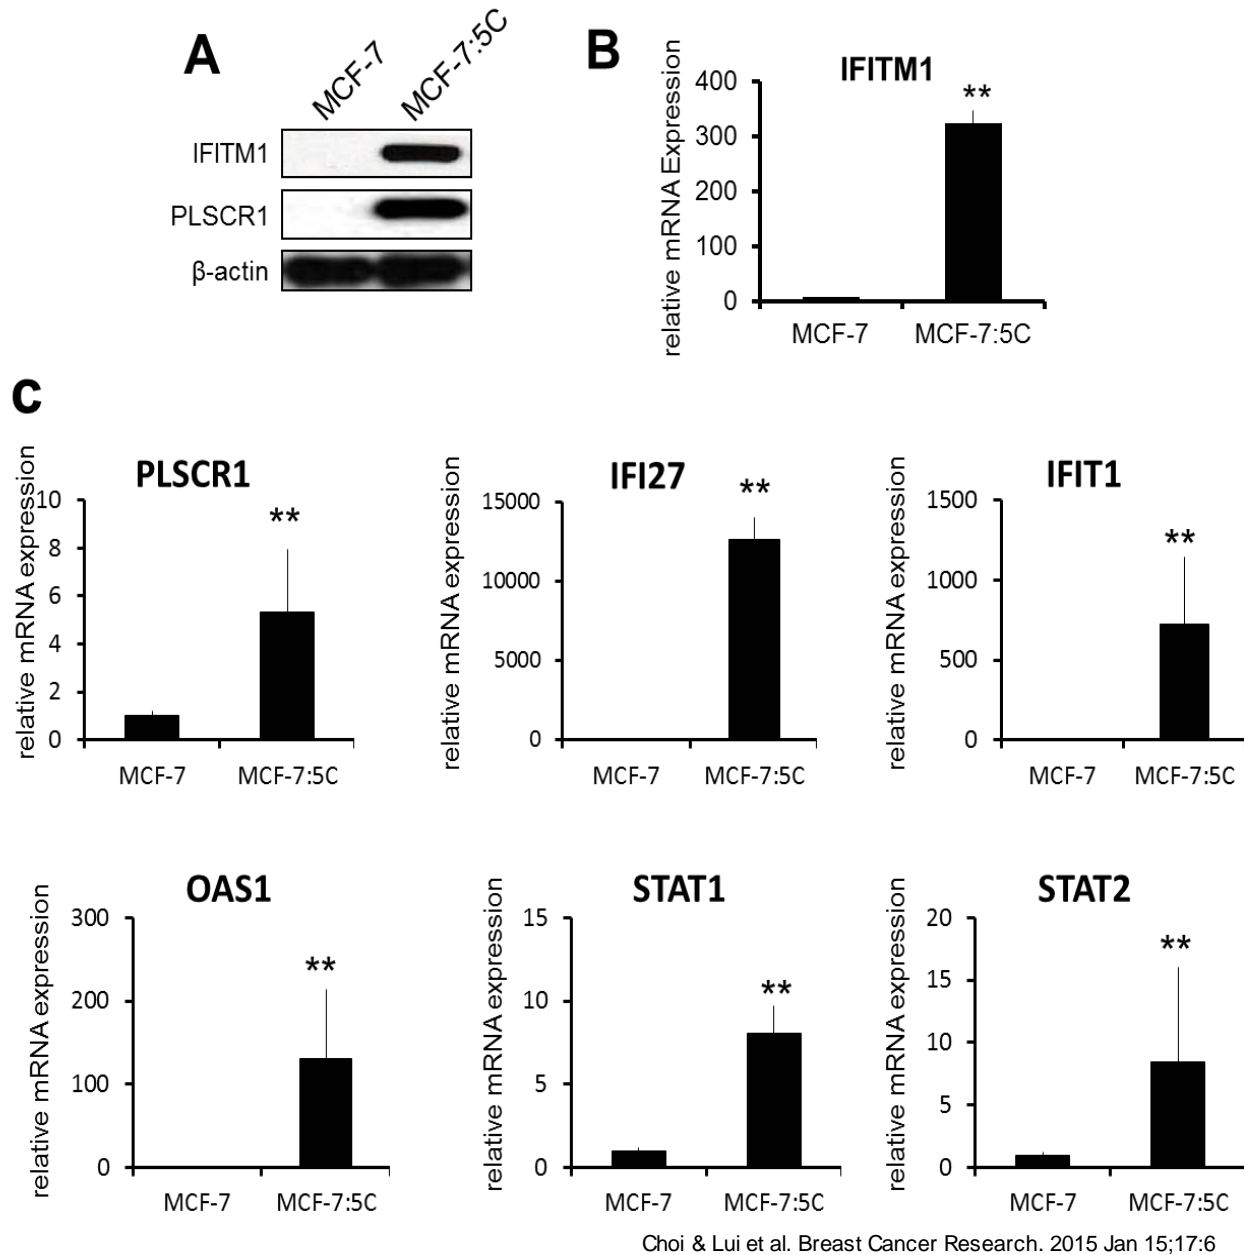 A
MCF-7
MCF-7:5C
IFITM1
PLSCR1
β-actin
B
IFITM1
relative mRNA Expression
400
300
200
100
0
**
MCF-7
MCF-7:5C
C
PLSCR1
relative mRNA expression
10
8
6
4
2
0
**
MCF-7
MCF-7:5C
IFI27
relative mRNA expression
15000
10000
5000
0
**
MCF-7
MCF-7:5C
IFIT1
relative mRNA expression
1500
1000
500
0
**
MCF-7
MCF-7:5C
OAS1
relative mRNA expression
300
200
100
0
**
MCF-7
MCF-7:5C
STAT1
relative mRNA expression
15
10
5
0
**
MCF-7
MCF-7:5C
STAT2
relative mRNA expression
20
15
10
5
0
**
MCF-7
MCF-7:5C
Choi & Lui et al. Breast Cancer Research. 2015 Jan 15;17:6